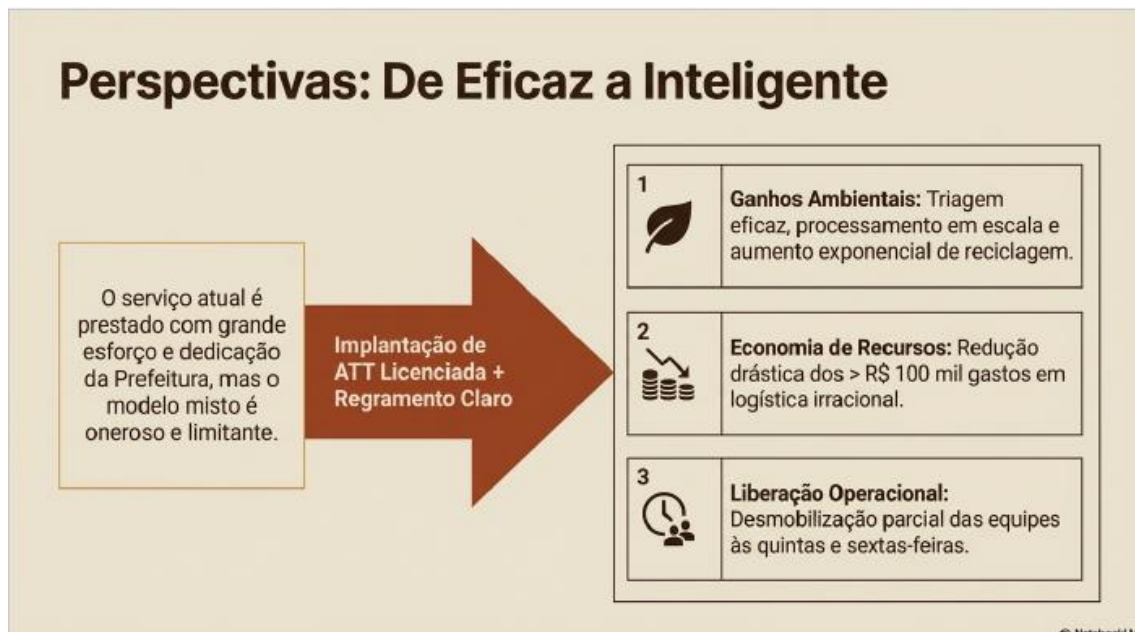 Perspectivas: De Eficaz a Inteligente
O serviço atual é
prestado com grande
esforço e dedicação
da Prefeitura, mas o
modelo misto é
oneroso e limitante.
Implantação de
ATT Licenciada +
Regramento Claro
1
Ganhos Ambientais: Triagem
eficaz, processamento em escala e
aumento exponencial de reciclagem.
2
Economia de Recursos: Redução
drástica dos > R$ 100 mil gastos em
logística irracional.
3
Liberação Operacional:
Desmobilização parcial das equipes
às quintas e sextas-feiras.